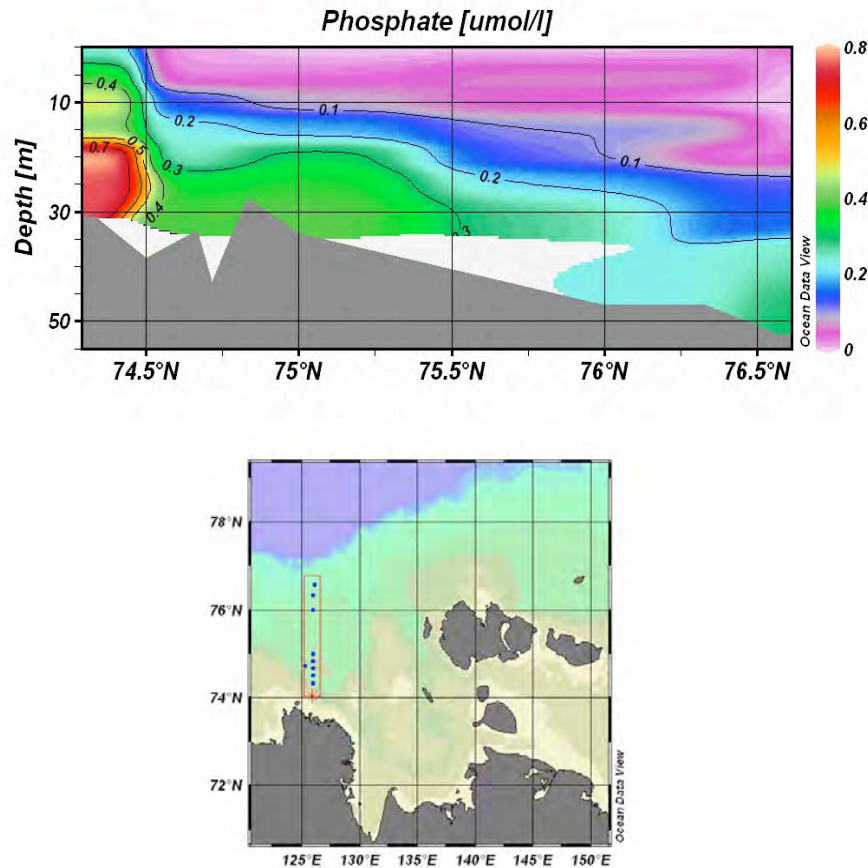 Phosphate [umol/l]
Depth [m]
10
30
50
0.4
0.7
0.5
0.4
0.3
0.2
0.1
0.2
0.1
3
0.8
0.6
0.4
0.2
0
Ocean Data View
74.5°N
75°N
75.5°N
76°N
76.5°N
78°N
76°N
74°N
72°N
Ocean Data View
125°E
130°E
135°E
140°E
145°E
150°E